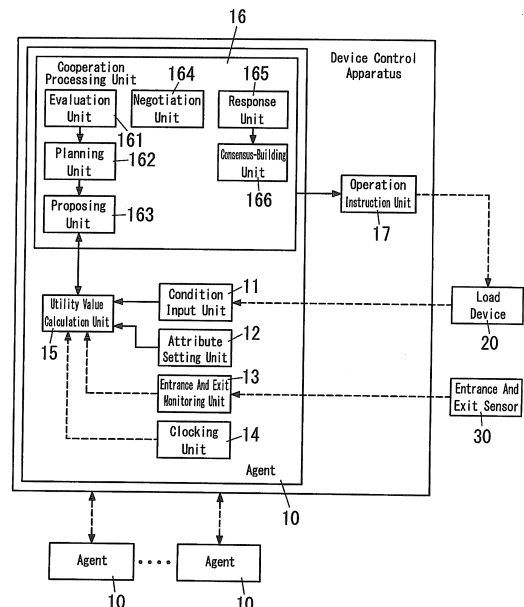 16
Device Control
Apparatus
Cooperation
Processing Unit
164
165
Evaluation
Unit
161
Negotiation
Unit
Response
Unit
Planning
Unit
162
Consensus-Building
Unit
166
Proposing
Unit
163
Operation
Instruction Unit
17
Utility Value
Calculation Unit
15
11
Condition
Input Unit
12
Attribute
Setting Unit
13
Entrance And Exit
Monitoring Unit
14
Clocking
Unit
Load
Device
20
Entrance And
Exit Sensor
30
Agent
10
Agent
10
Agent
10